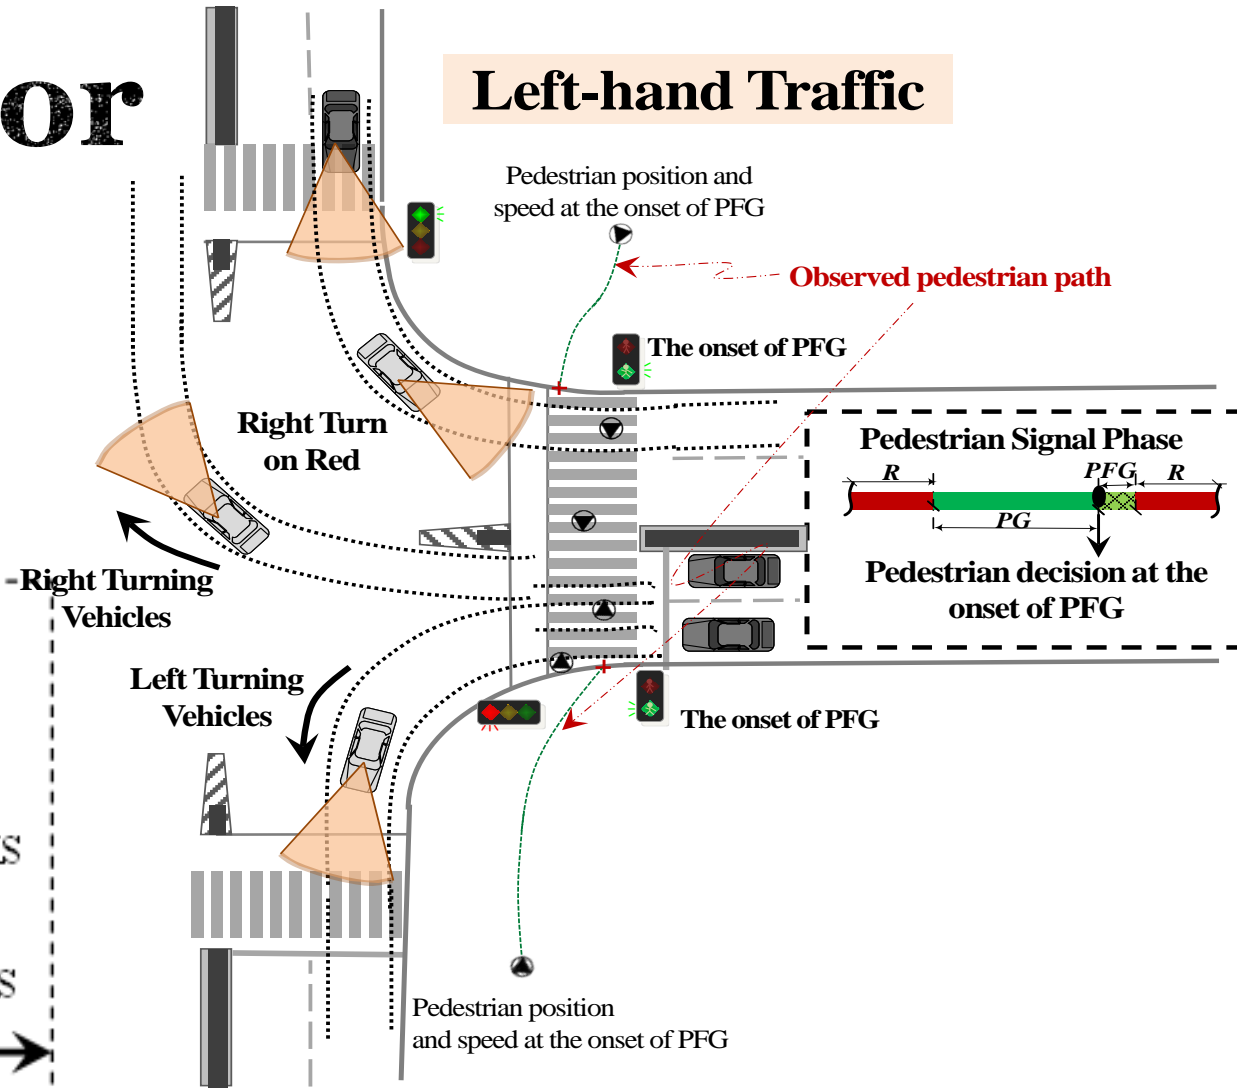 or
Left-hand Traffic
Pedestrian position and
speed at the onset of PFG
Observed pedestrian path
The onset of PFG
Right Turn
on Red
Pedestrian Signal Phase
R
PFG
R
PG
Pedestrian decision at the
onset of PFG
Right Turning
Vehicles
Left Turning
Vehicles
The onset of PFG
s
s
Pedestrian position
and speed at the onset of PFG